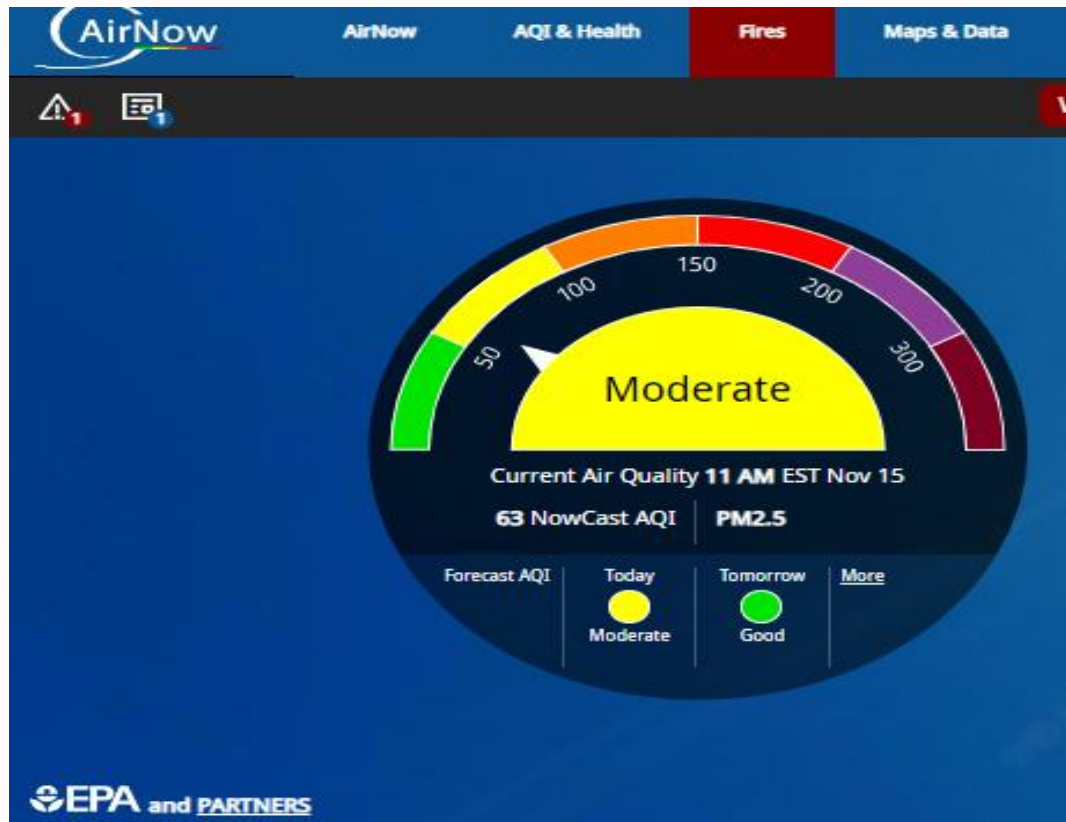 AirNow AirNow AQI & Health Fires Maps & Data
1 1
50 100 150 200 300
Moderate
Current Air Quality 11 AM EST Nov 15
63 NowCast AQI PM2.5
Forecast AQI Today Tomorrow More
Moderate Good
EPA and PARTNERS